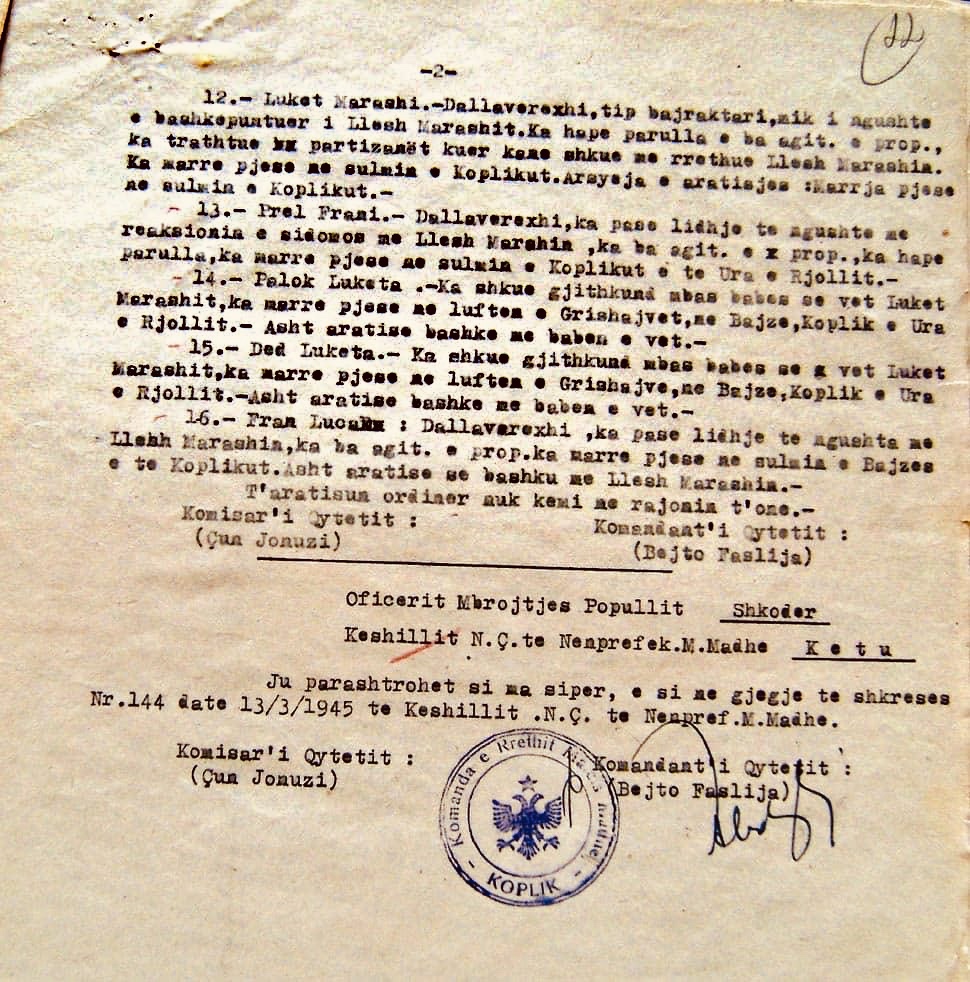 22
-2-
12.- Luket Marashi.-Dallaverexhi,tip bajraktari,mik i ngushte
e bashkepuntuer i Llesh Marashit.Ka hape parulla e ba agit. e prop.,
ka trathtue partizanët kuer kane shkue me rrethue Llesh Marashin.
Ka marre pjese ne sulmin e Koplikut.Arsyeja e aratisjes :Marrja pjese
ne sulmin e Koplikut.-
- 13.- Prel Frani.- Dallaverexhi,ka pase lidhje te ngushte me
reaksionin e sidomos me Llesh Marshin ,ka ba agit. e x prop.,ka hape
parulla,ka marre pjese ne sulmin e Koplikut e te Ura e Rjollit.-
- 14.- Palok Luketa .-Ka shkue gjithkund mbas babes se vet Luket
Marashit,ka marre pjese ne luften e Grishajvet,ne Bajze,Koplik e Ura
e Rjollit.- Asht aratise bashke me baben e vet.-
- 15.- Ded Luketa.- Ka shkue gjithkund mbas babes se x vet Luket
Marashit,ka marre pjese ne luften e Grishajve,ne Bajze,Koplik e Ura
e Rjollit.-Asht aratise bashke me baben e vet.-
- 16.- Fran : Dallaverexhi ,ka pase lidhje te ngushta me
Lleshh Marashin,ka ba agit. e prop.ka marre pjese ne sulmin e Bajzes
e te Koplikut.Asht aratise se bashku me Llesh Marashin.-
T'aratisun ordiner nuk kemi ne rajonin t'one.-
Komisar'i Qytetit : Komandant'i Qytetit :
(Çun Jonuzi) (Bejto Faslija)
Oficerit Mbrojtjes Popullit Shkoder
Keshillit N.Ç.te Nenprefek.M.Madhe K e t u
Ju parashtrohet si ma siper, e si ne gjegje te shkreses
Nr.144 date 13/3/1945 te Keshillit .N.Ç. te Nenpref.M.Madhe.
Komisar'i Qytetit : Komandant'i Qytetit :
(Çun Jonuzi) (Bejto Faslija)
Komanda e Rrethit
- KOPLIK -